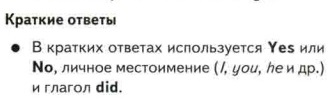 Краткие ответы
● В кратких ответах используется Yes или
No, личное местоимение (I, you, he и др.)
и глагол did.